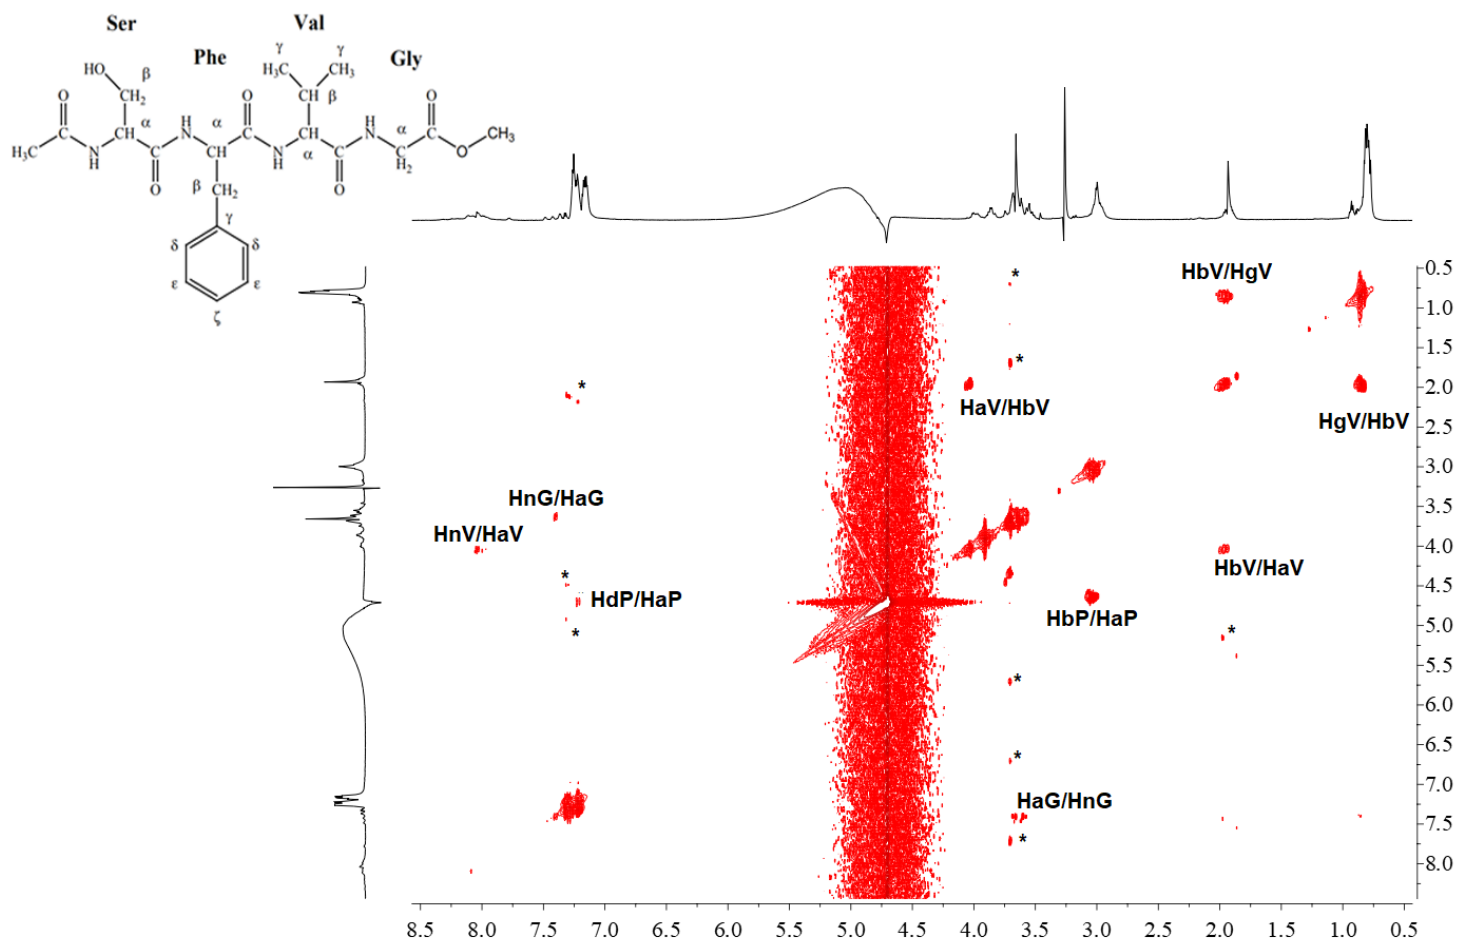 Ser
Val
Phe
Gly
γ
γ
H₃C
CH₃
HO
β
β
O
CH₂
O
O
α
H
N
α
H
N
α
CH
CH
CH₃
H₃C
N
H
CH
N
H
α
C
H₂
O
O
O
β
CH₂
γ
δ
δ
ε
ε
ζ
*
HbV/HgV
*
*
HaV/HbV
HgV/HbV
HnG/HaG
HnV/HaV
*
HdP/HaP
HbV/HaV
HbP/HaP
*
*
*
*
HaG/HnG
*
0.5
1.0
1.5
2.0
2.5
3.0
3.5
4.0
4.5
5.0
5.5
6.0
6.5
7.0
7.5
8.0
8.5 8.0 7.5 7.0 6.5 6.0 5.5 5.0 4.5 4.0 3.5 3.0 2.5 2.0 1.5 1.0 0.5